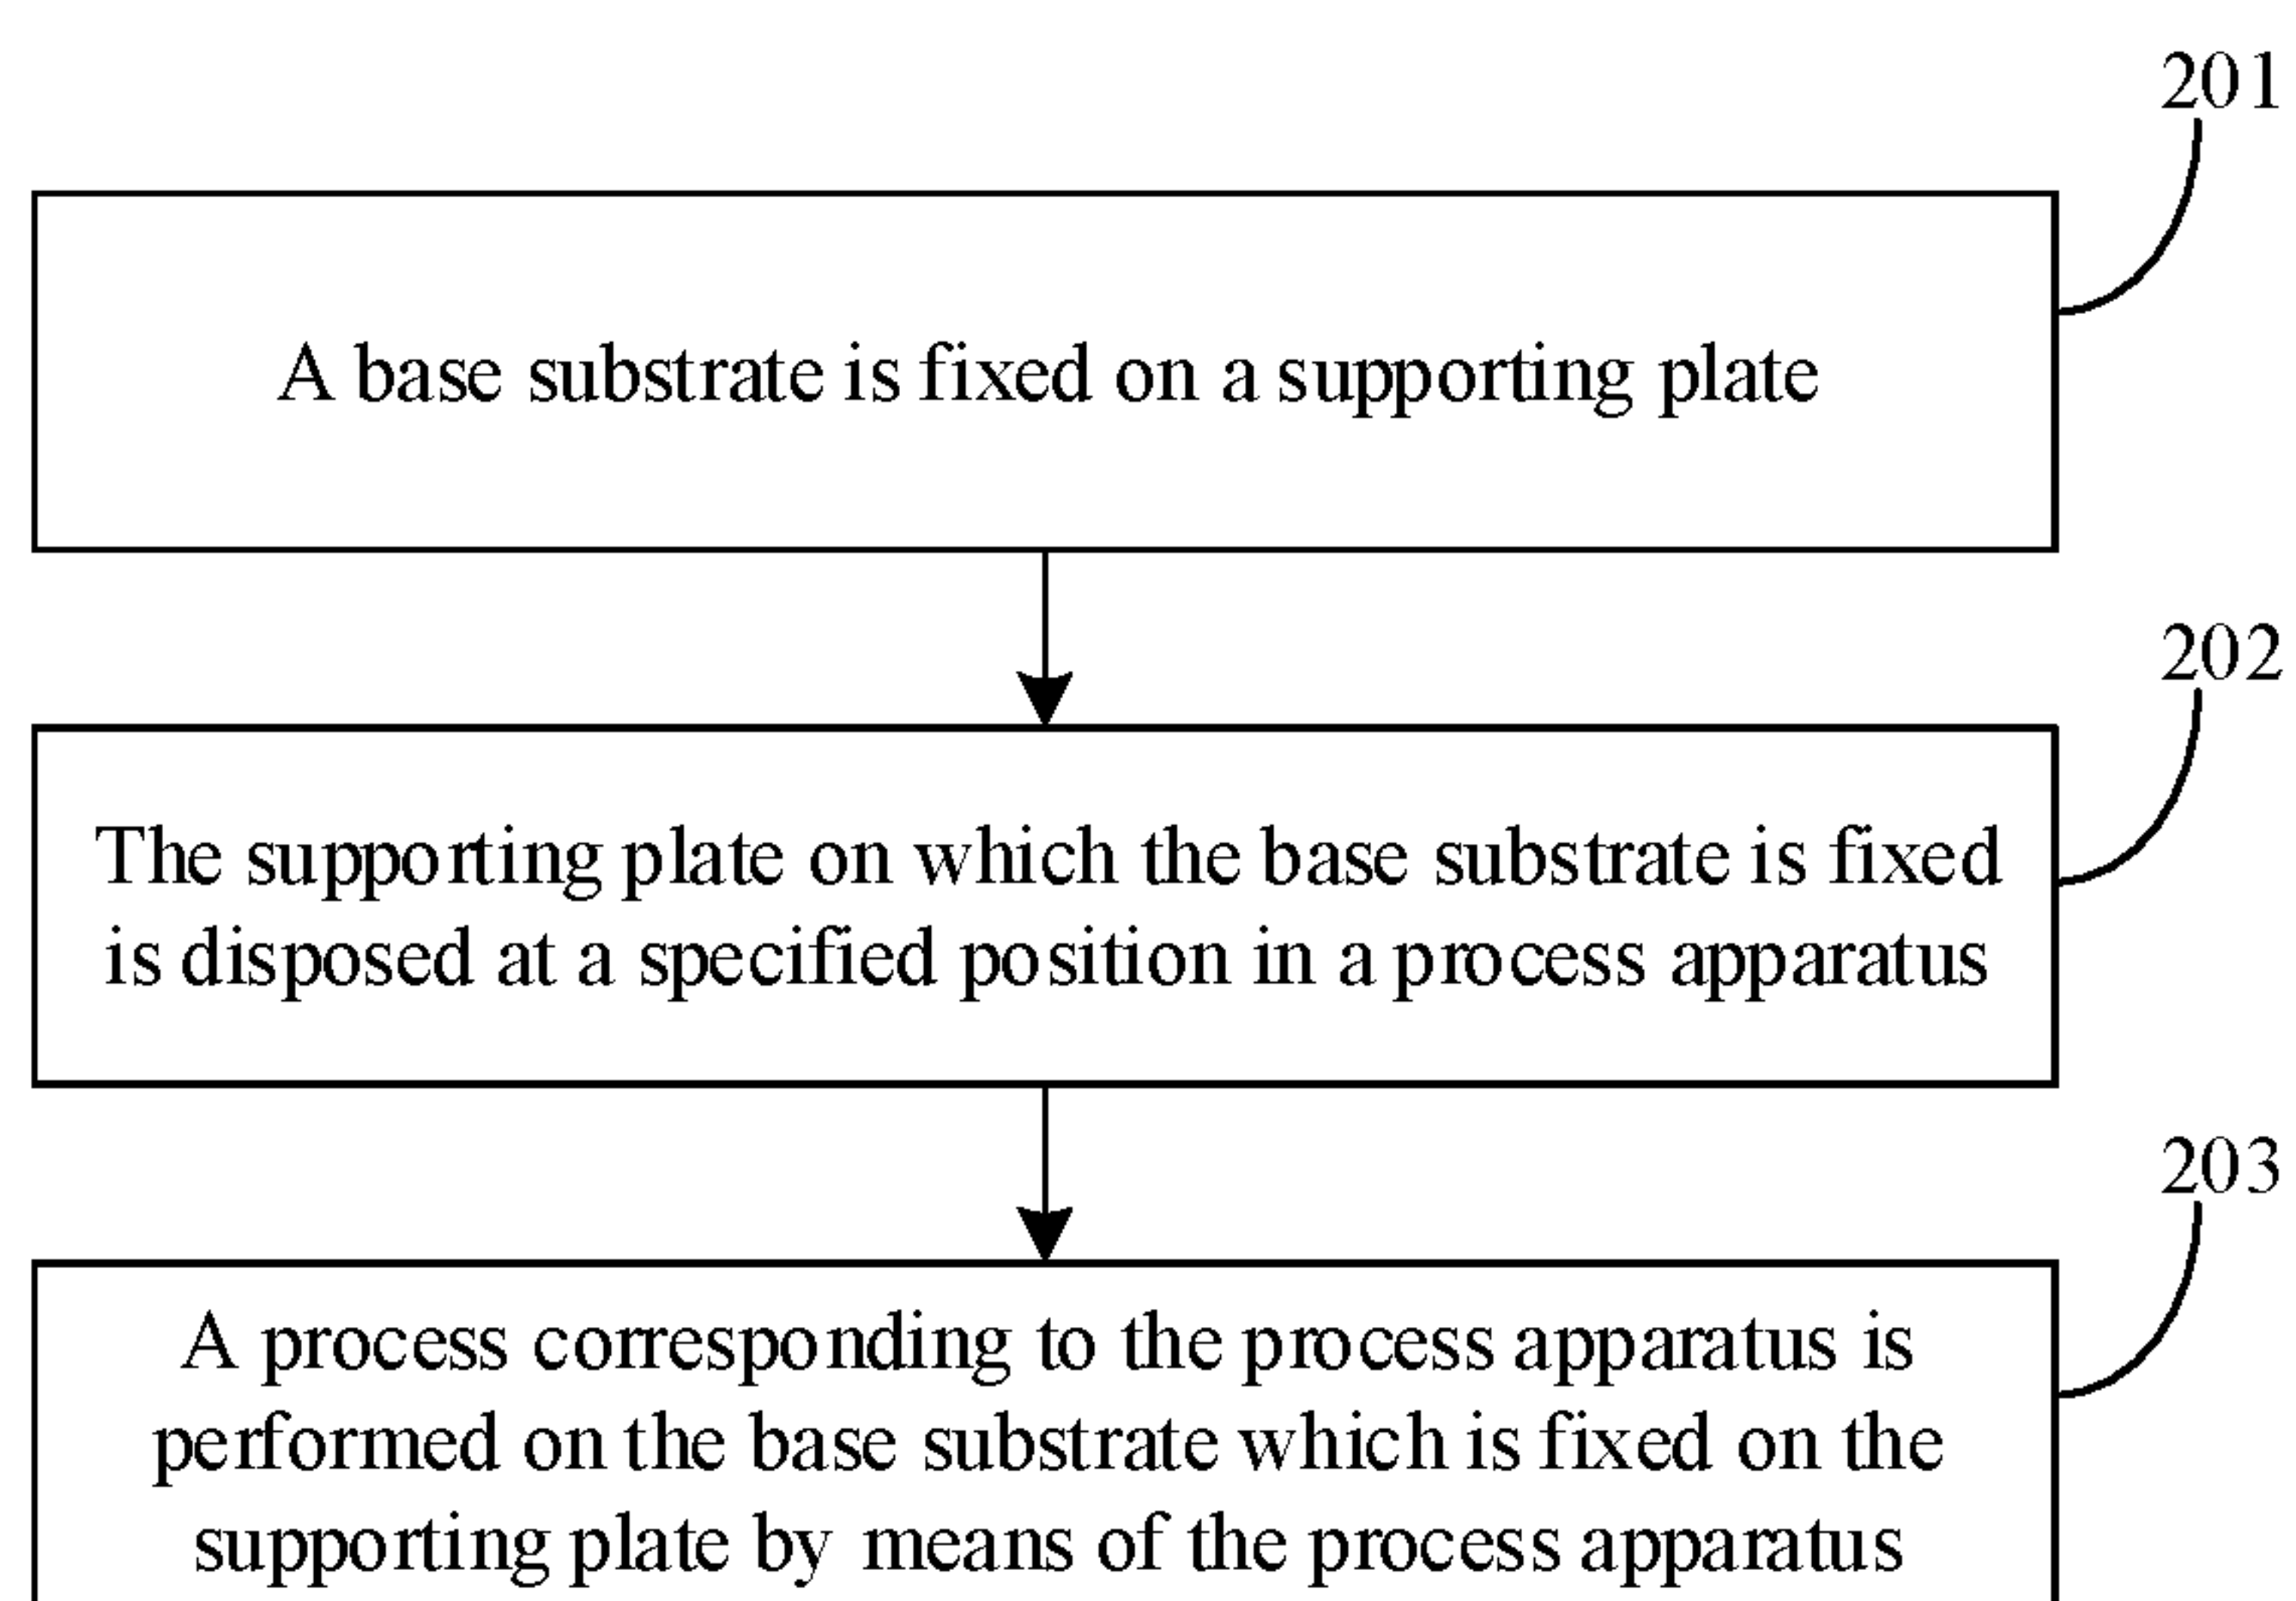 201
A base substrate is fixed on a supporting plate
202
The supporting plate on which the base substrate is fixed
is disposed at a specified position in a process apparatus
203
A process corresponding to the process apparatus is
performed on the base substrate which is fixed on the
supporting plate by means of the process apparatus